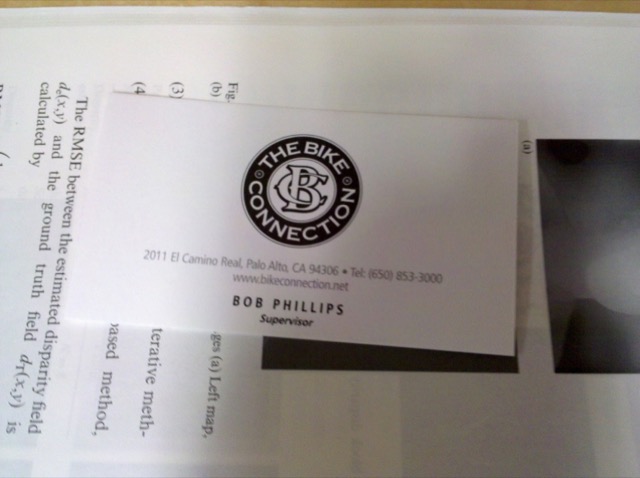 THE BIKE CONNECTION
BC
2011 El Camino Real, Palo Alto, CA 94306 • Tel: (650) 853-3000
www.bikeconnection.net
BOB PHILLIPS
Supervisor
(a)
Fig.
(b)
ges (a) Left map,
(3)
terative meth-
(4
ased method,
The RMSE between the estimated disparity field
dₑ(x,y) and the ground truth field d_T(x,y) is
calculated by